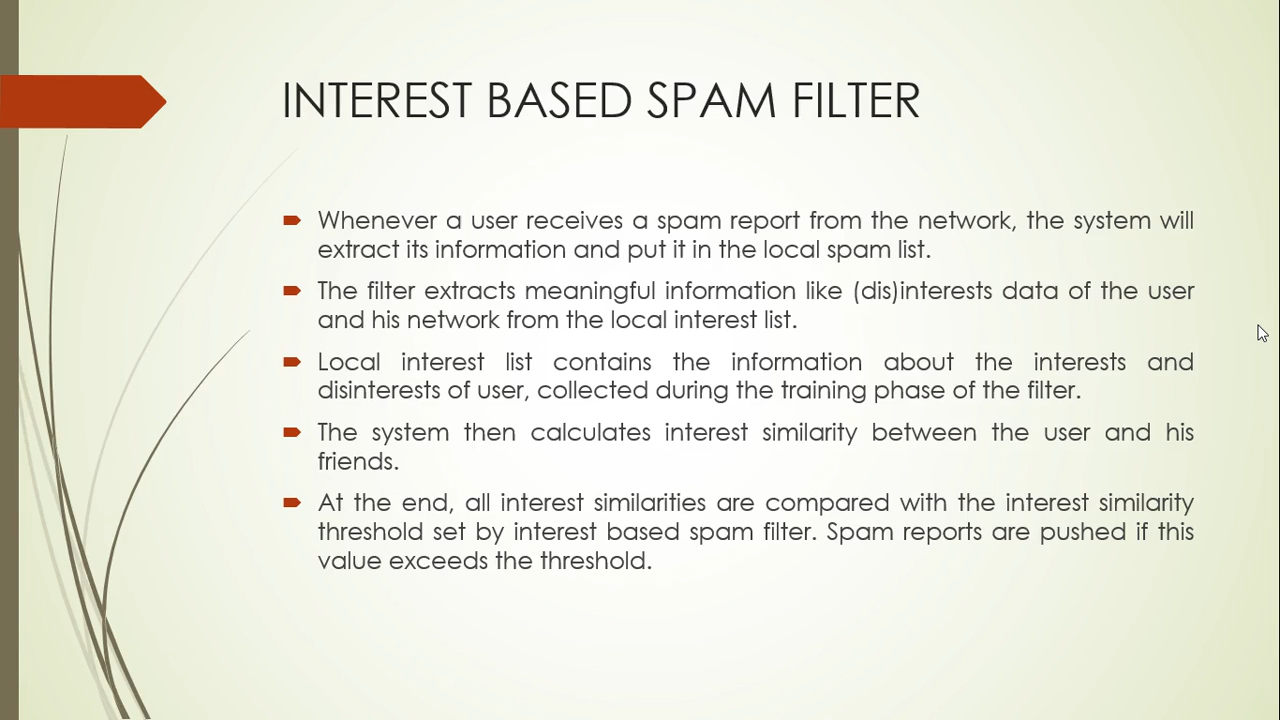 INTEREST BASED SPAM FILTER
Whenever a user receives a spam report from the network, the system will
extract its information and put it in the local spam list.
The filter extracts meaningful information like (dis)interests data of the user
and his network from the local interest list.
Local interest list contains the information about the interests and
disinterests of user, collected during the training phase of the filter.
The system then calculates interest similarity between the user and his
friends.
At the end, all interest similarities are compared with the interest similarity
threshold set by interest based spam filter. Spam reports are pushed if this
value exceeds the threshold.